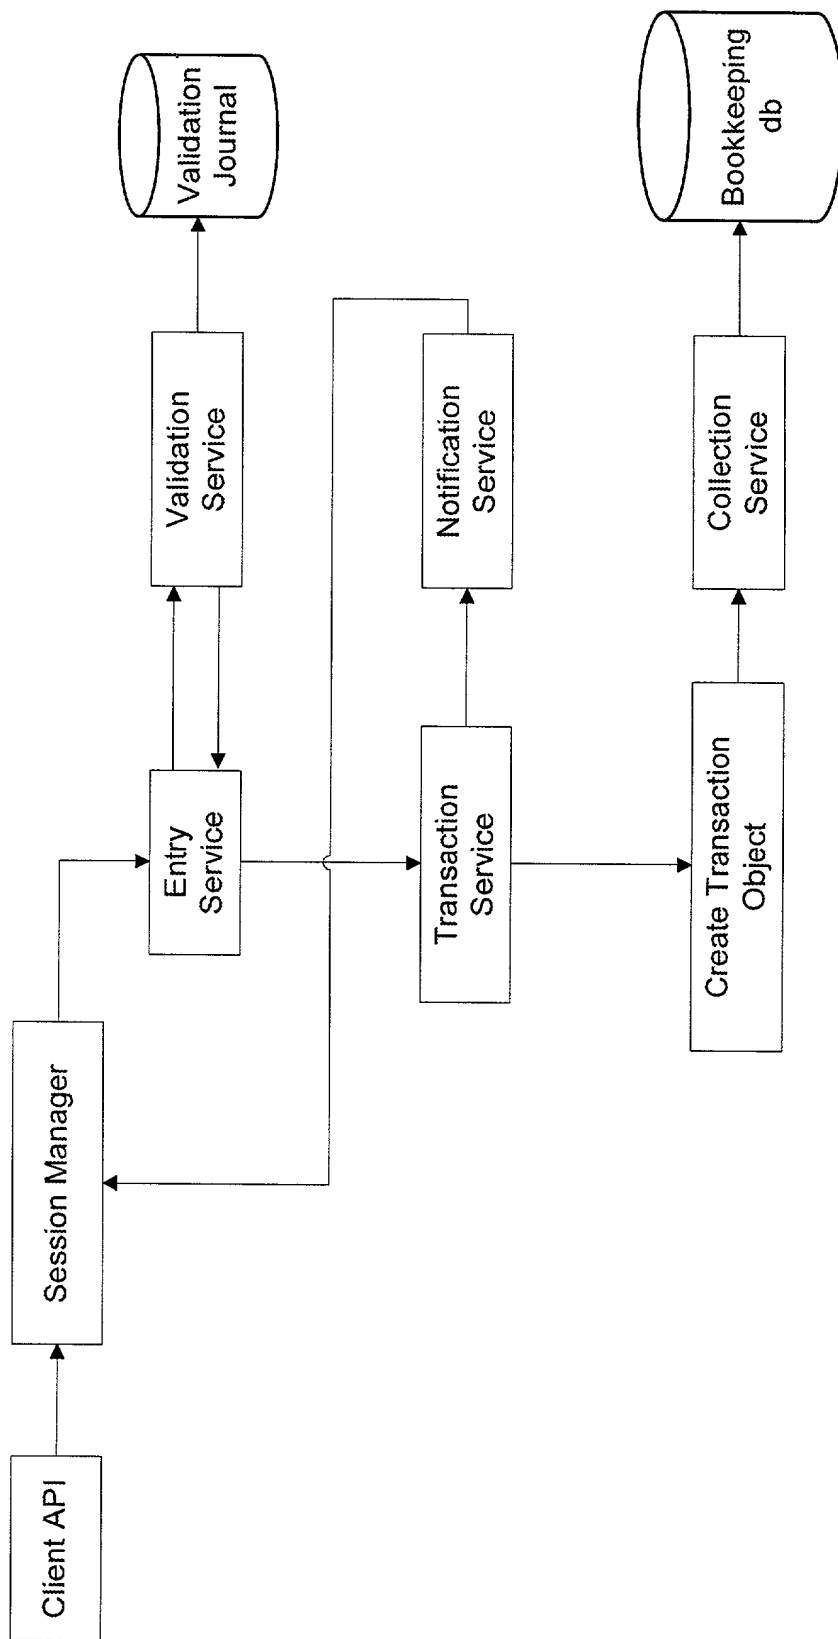 Client API
Session Manager
Entry
Service
Validation
Service
Validation
Journal
Transaction
Service
Notification
Service
Create Transaction
Object
Collection
Service
Bookkeeping
db